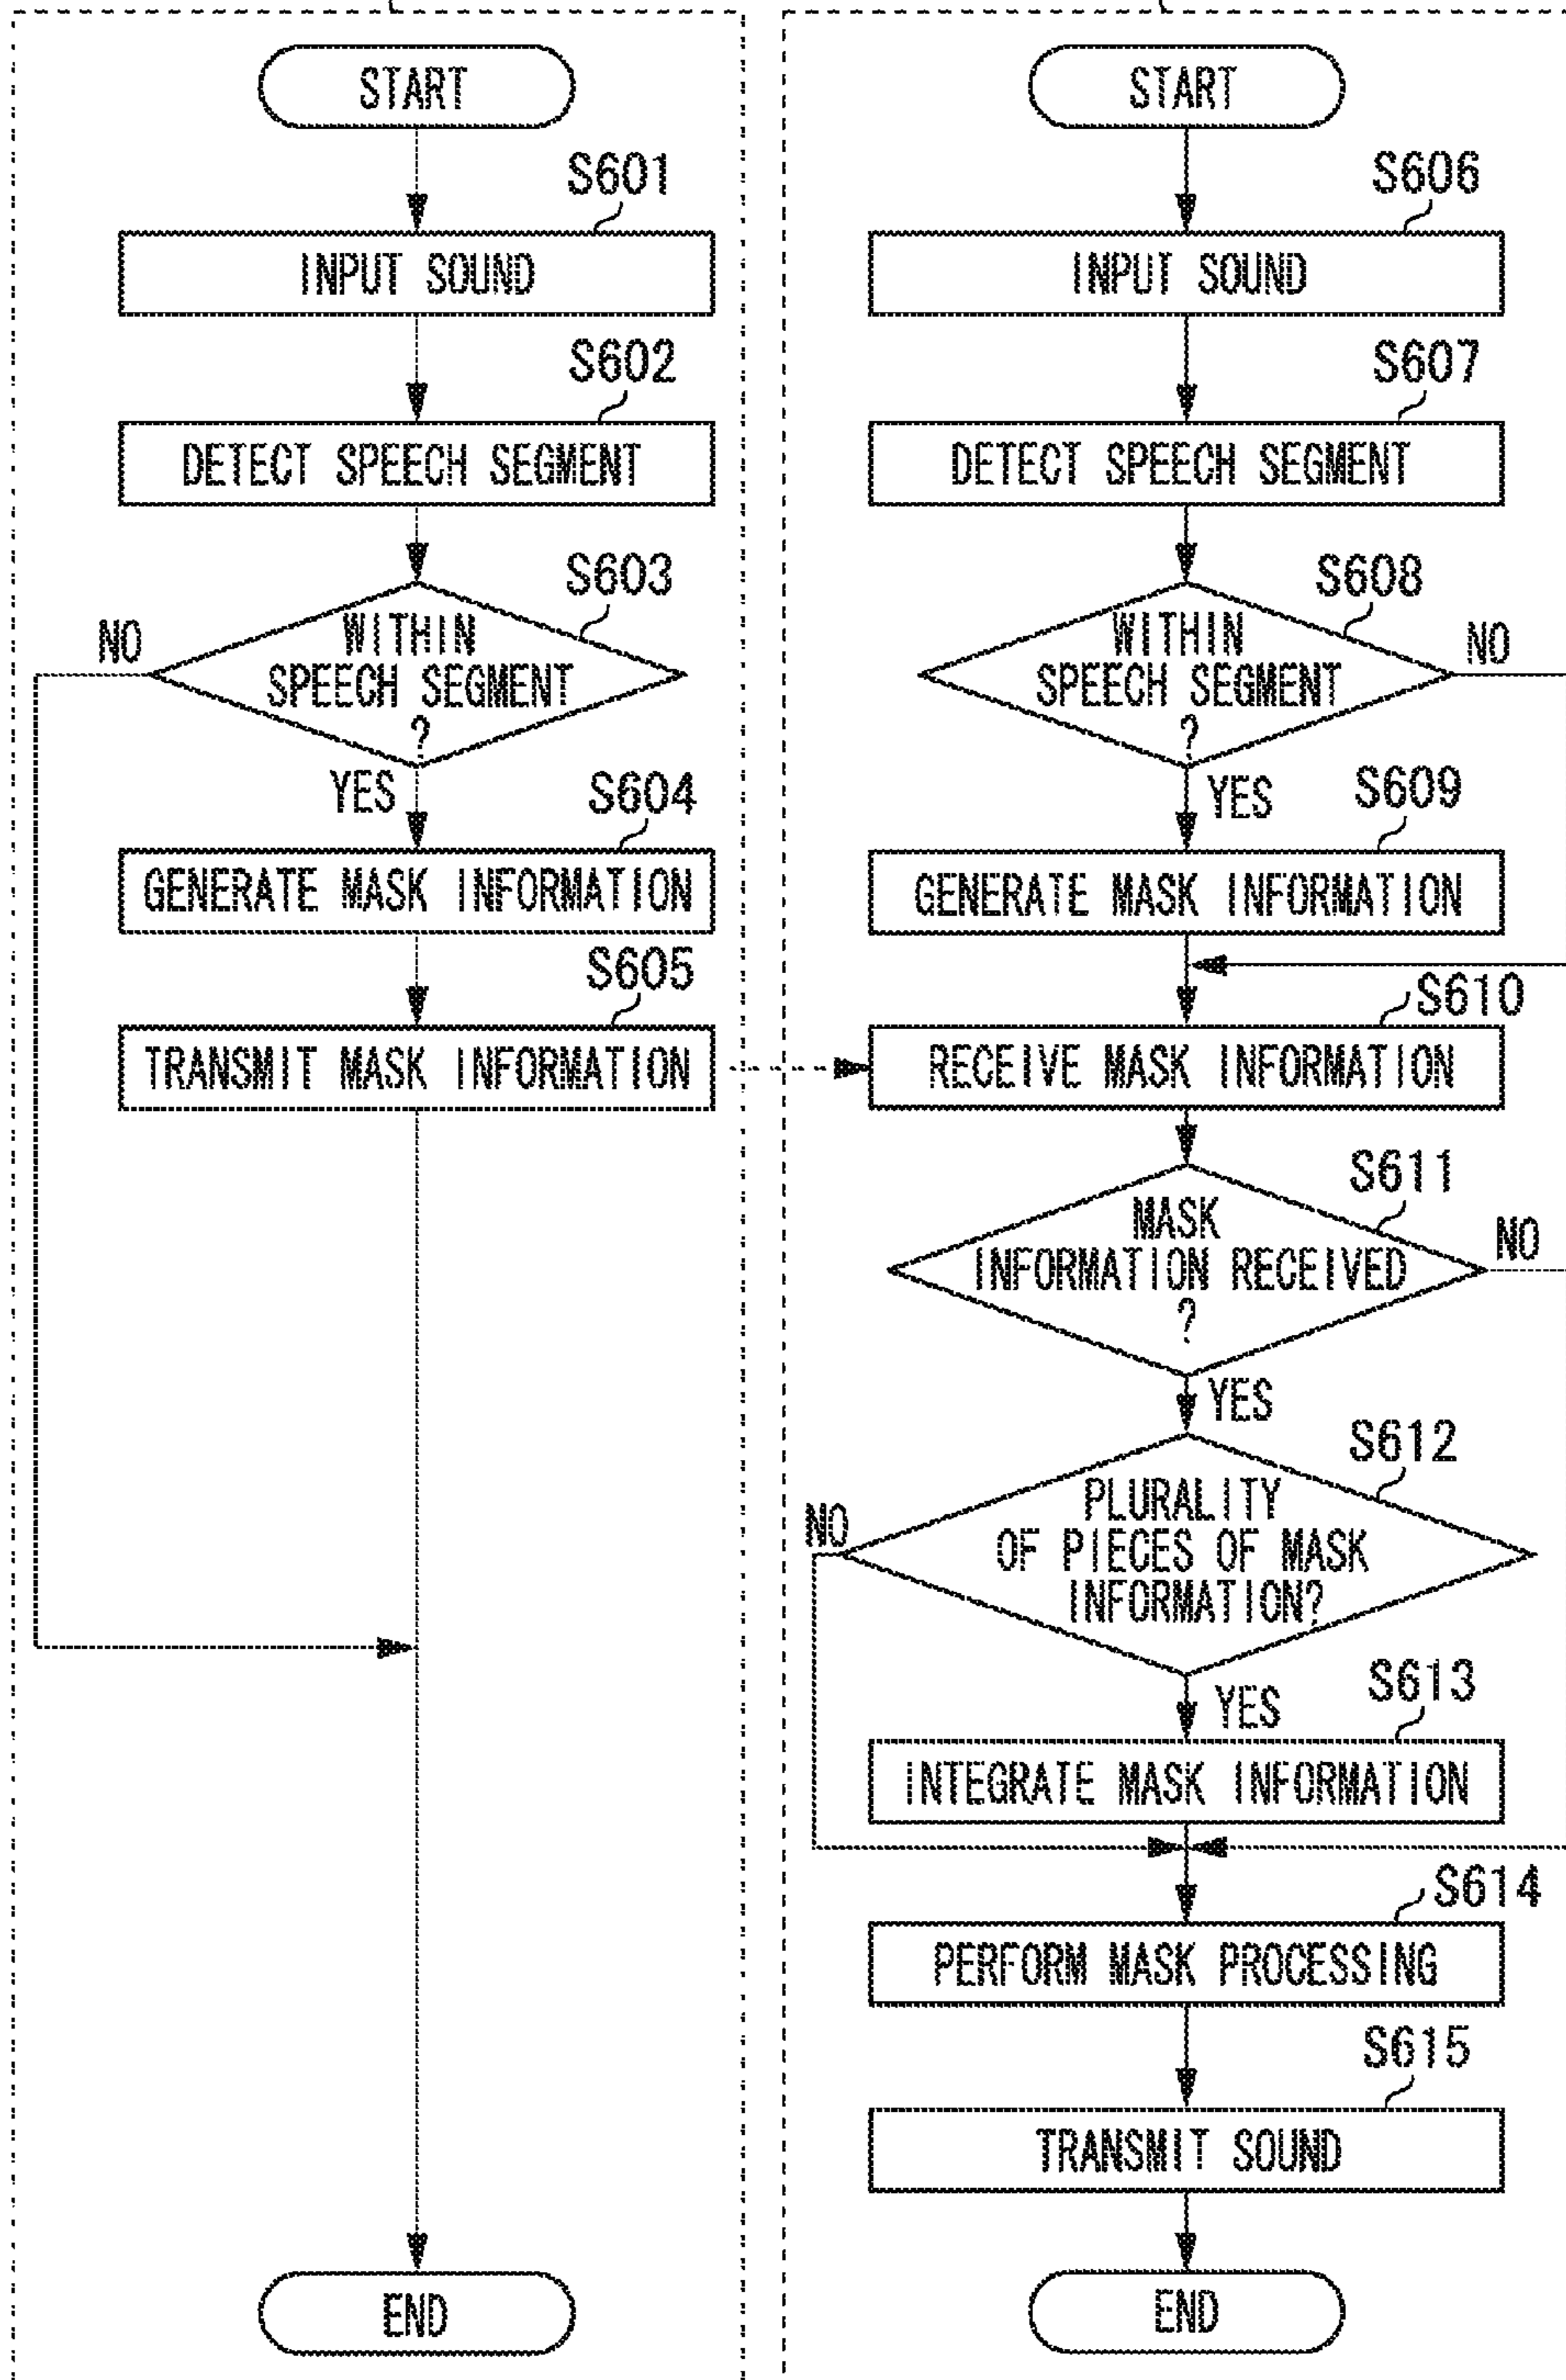 START
S601
INPUT SOUND
S602
DETECT SPEECH SEGMENT
S603
NO
WITHIN
SPEECH SEGMENT
?
YES
S604
GENERATE MASK INFORMATION
S605
TRANSMIT MASK INFORMATION
END
START
S606
INPUT SOUND
S607
DETECT SPEECH SEGMENT
S608
WITHIN
SPEECH SEGMENT
?
NO
YES
S609
GENERATE MASK INFORMATION
S610
RECEIVE MASK INFORMATION
S611
MASK
INFORMATION RECEIVED
?
NO
YES
S612
PLURALITY
OF PIECES OF MASK
INFORMATION?
NO
YES
S613
INTEGRATE MASK INFORMATION
S614
PERFORM MASK PROCESSING
S615
TRANSMIT SOUND
END